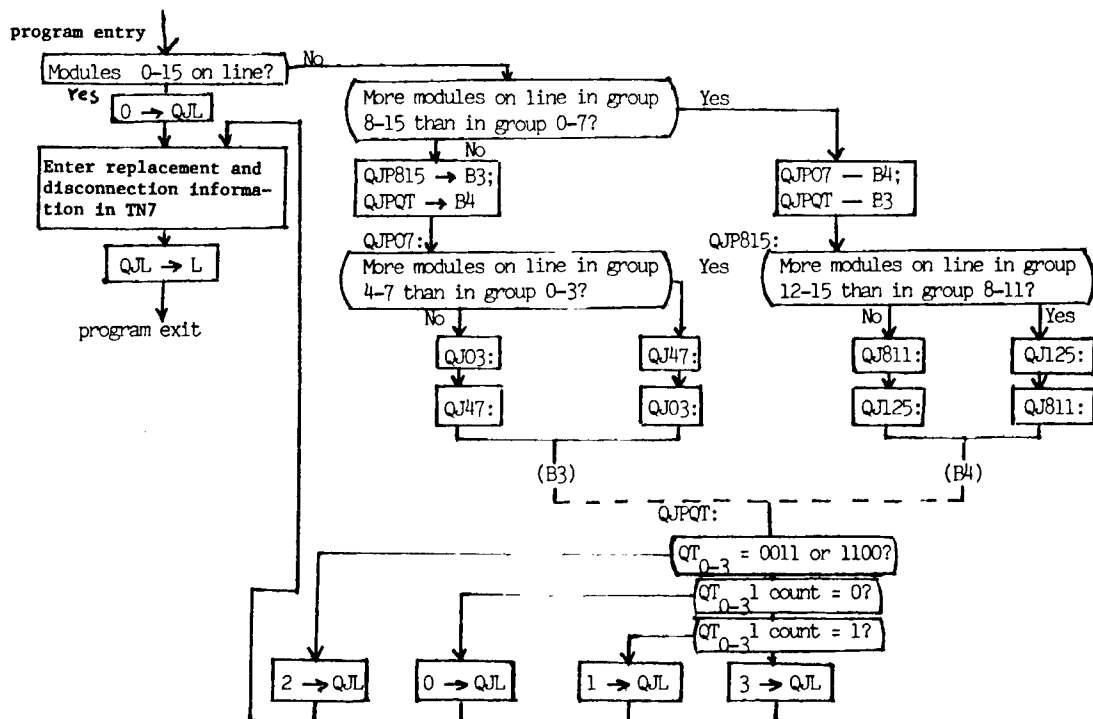 program entry
Modules 0-15 on line?
No
Yes
0 → QJL
Enter replacement and
disconnection informa-
tion in TN7
QJL → L
program exit
More modules on line in group
8-15 than in group 0-7?
Yes
No
QJP815 → B3;
QJPQT → B4
QJP07 — B4;
QJPQT — B3
QJP07:
More modules on line in group
4-7 than in group 0-3?
Yes
No
QJ03:
QJ47:
QJ47:
QJ03:
QJP815:
More modules on line in group
12-15 than in group 8-11?
No
Yes
QJ811:
QJ125:
QJ125:
QJ811:
(B3)
(B4)
QJPQT:
QT0-3 = 0011 or 1100?
QT0-3 1 count = 0?
QT0-3 1 count = 1?
2 → QJL
0 → QJL
1 → QJL
3 → QJL